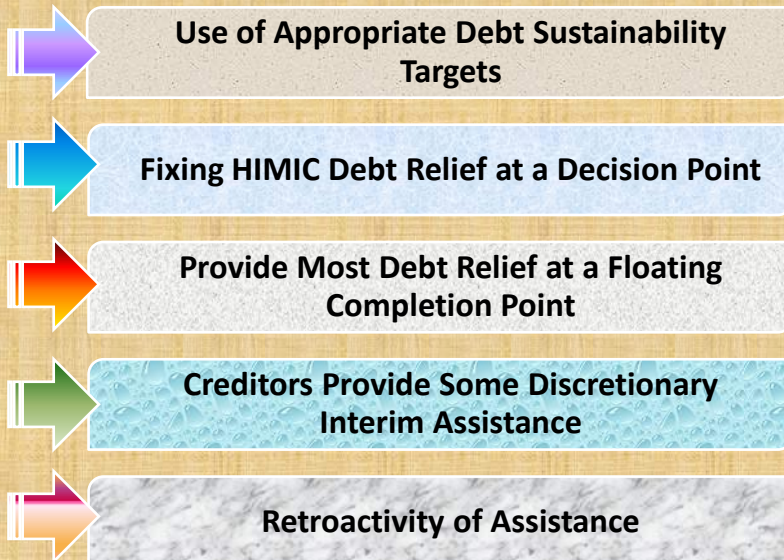 Use of Appropriate Debt Sustainability
Targets
Fixing HIMIC Debt Relief at a Decision Point
Provide Most Debt Relief at a Floating
Completion Point
Creditors Provide Some Discretionary
Interim Assistance
Retroactivity of Assistance